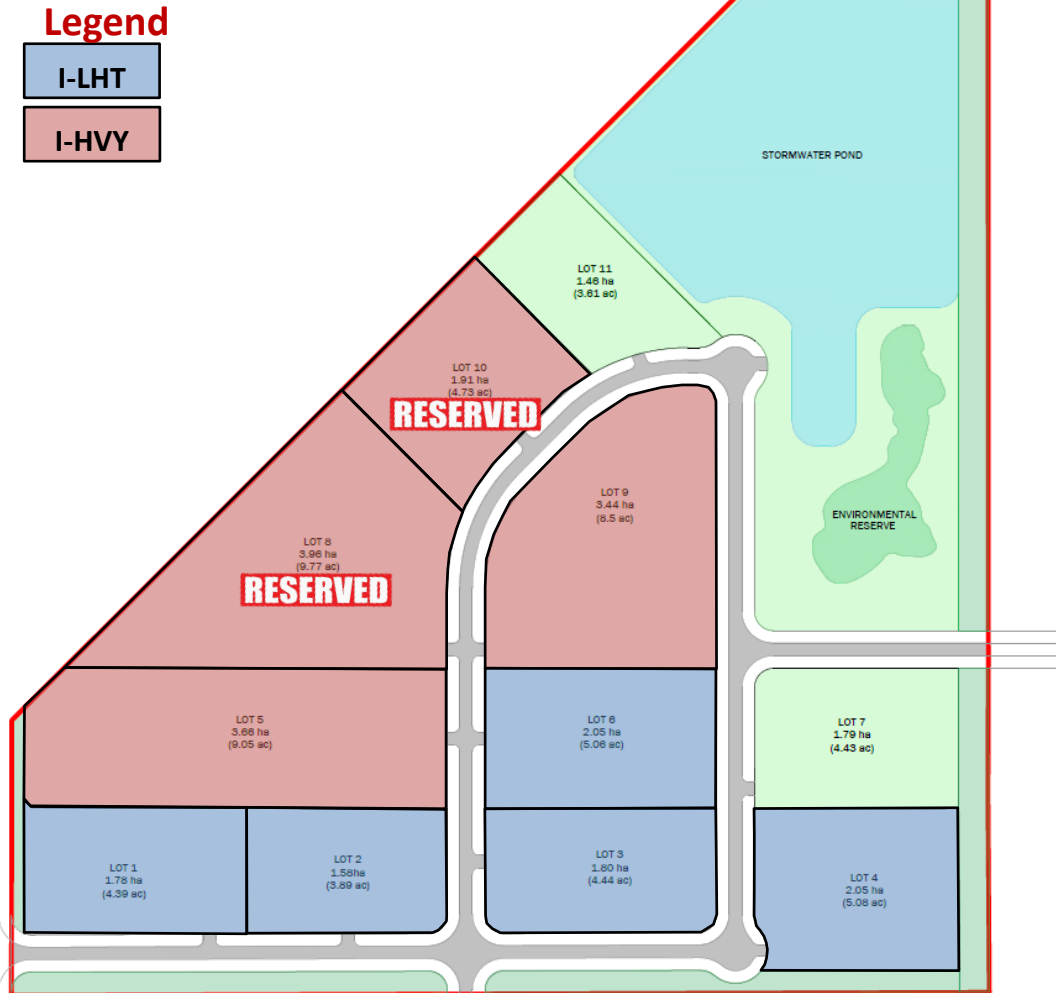 Legend
I-LHT
I-HVY
STORMWATER POND
LOT 11
1.46 ha
(3.61 ac)
LOT 10
1.91 ha
(4.73 ac)
RESERVED
LOT 9
3.44 ha
(8.5 ac)
ENVIRONMENTAL
RESERVE
LOT 8
3.96 ha
(9.77 ac)
RESERVED
LOT 5
3.66 ha
(9.05 ac)
LOT 6
2.05 ha
(5.06 ac)
LOT 7
1.79 ha
(4.43 ac)
LOT 1
1.78 ha
(4.39 ac)
LOT 2
1.58ha
(3.89 ac)
LOT 3
1.80 ha
(4.44 ac)
LOT 4
2.05 ha
(5.08 ac)